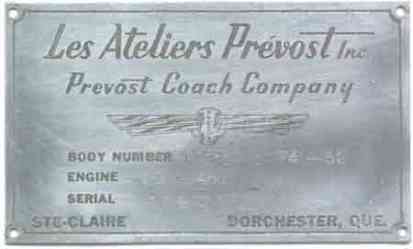 Les Ateliers Prévost Inc
Prevost Coach Company
BODY NUMBER
ENGINE
SERIAL
STE-CLAIRE DORCHESTER, QUE.